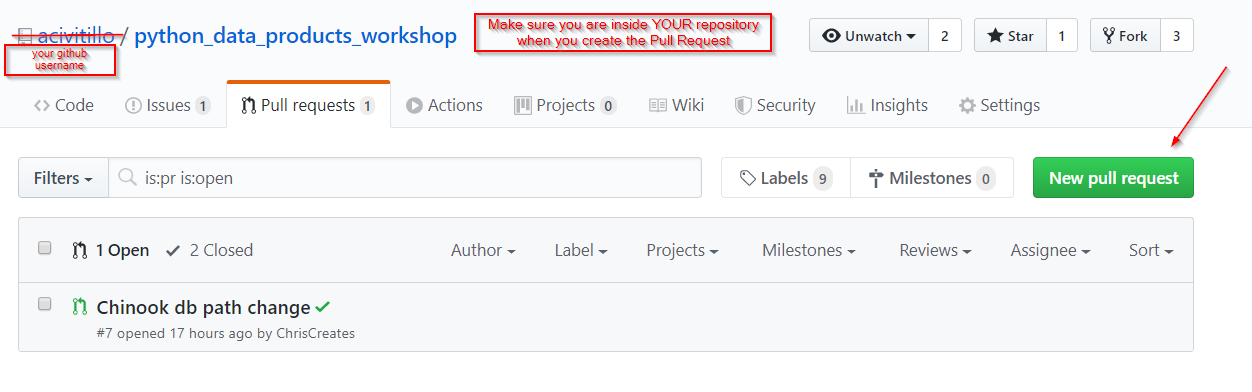 acivitillo / python_data_products_workshop
your github
username
Make sure you are inside YOUR repository
when you create the Pull Request
Unwatch 2
Star 1
Fork 3
Code
Issues 1
Pull requests 1
Actions
Projects 0
Wiki
Security
Insights
Settings
Filters
is:pr is:open
Labels 9
Milestones 0
New pull request
1 Open
2 Closed
Author
Label
Projects
Milestones
Reviews
Assignee
Sort
Chinook db path change
#7 opened 17 hours ago by ChrisCreates